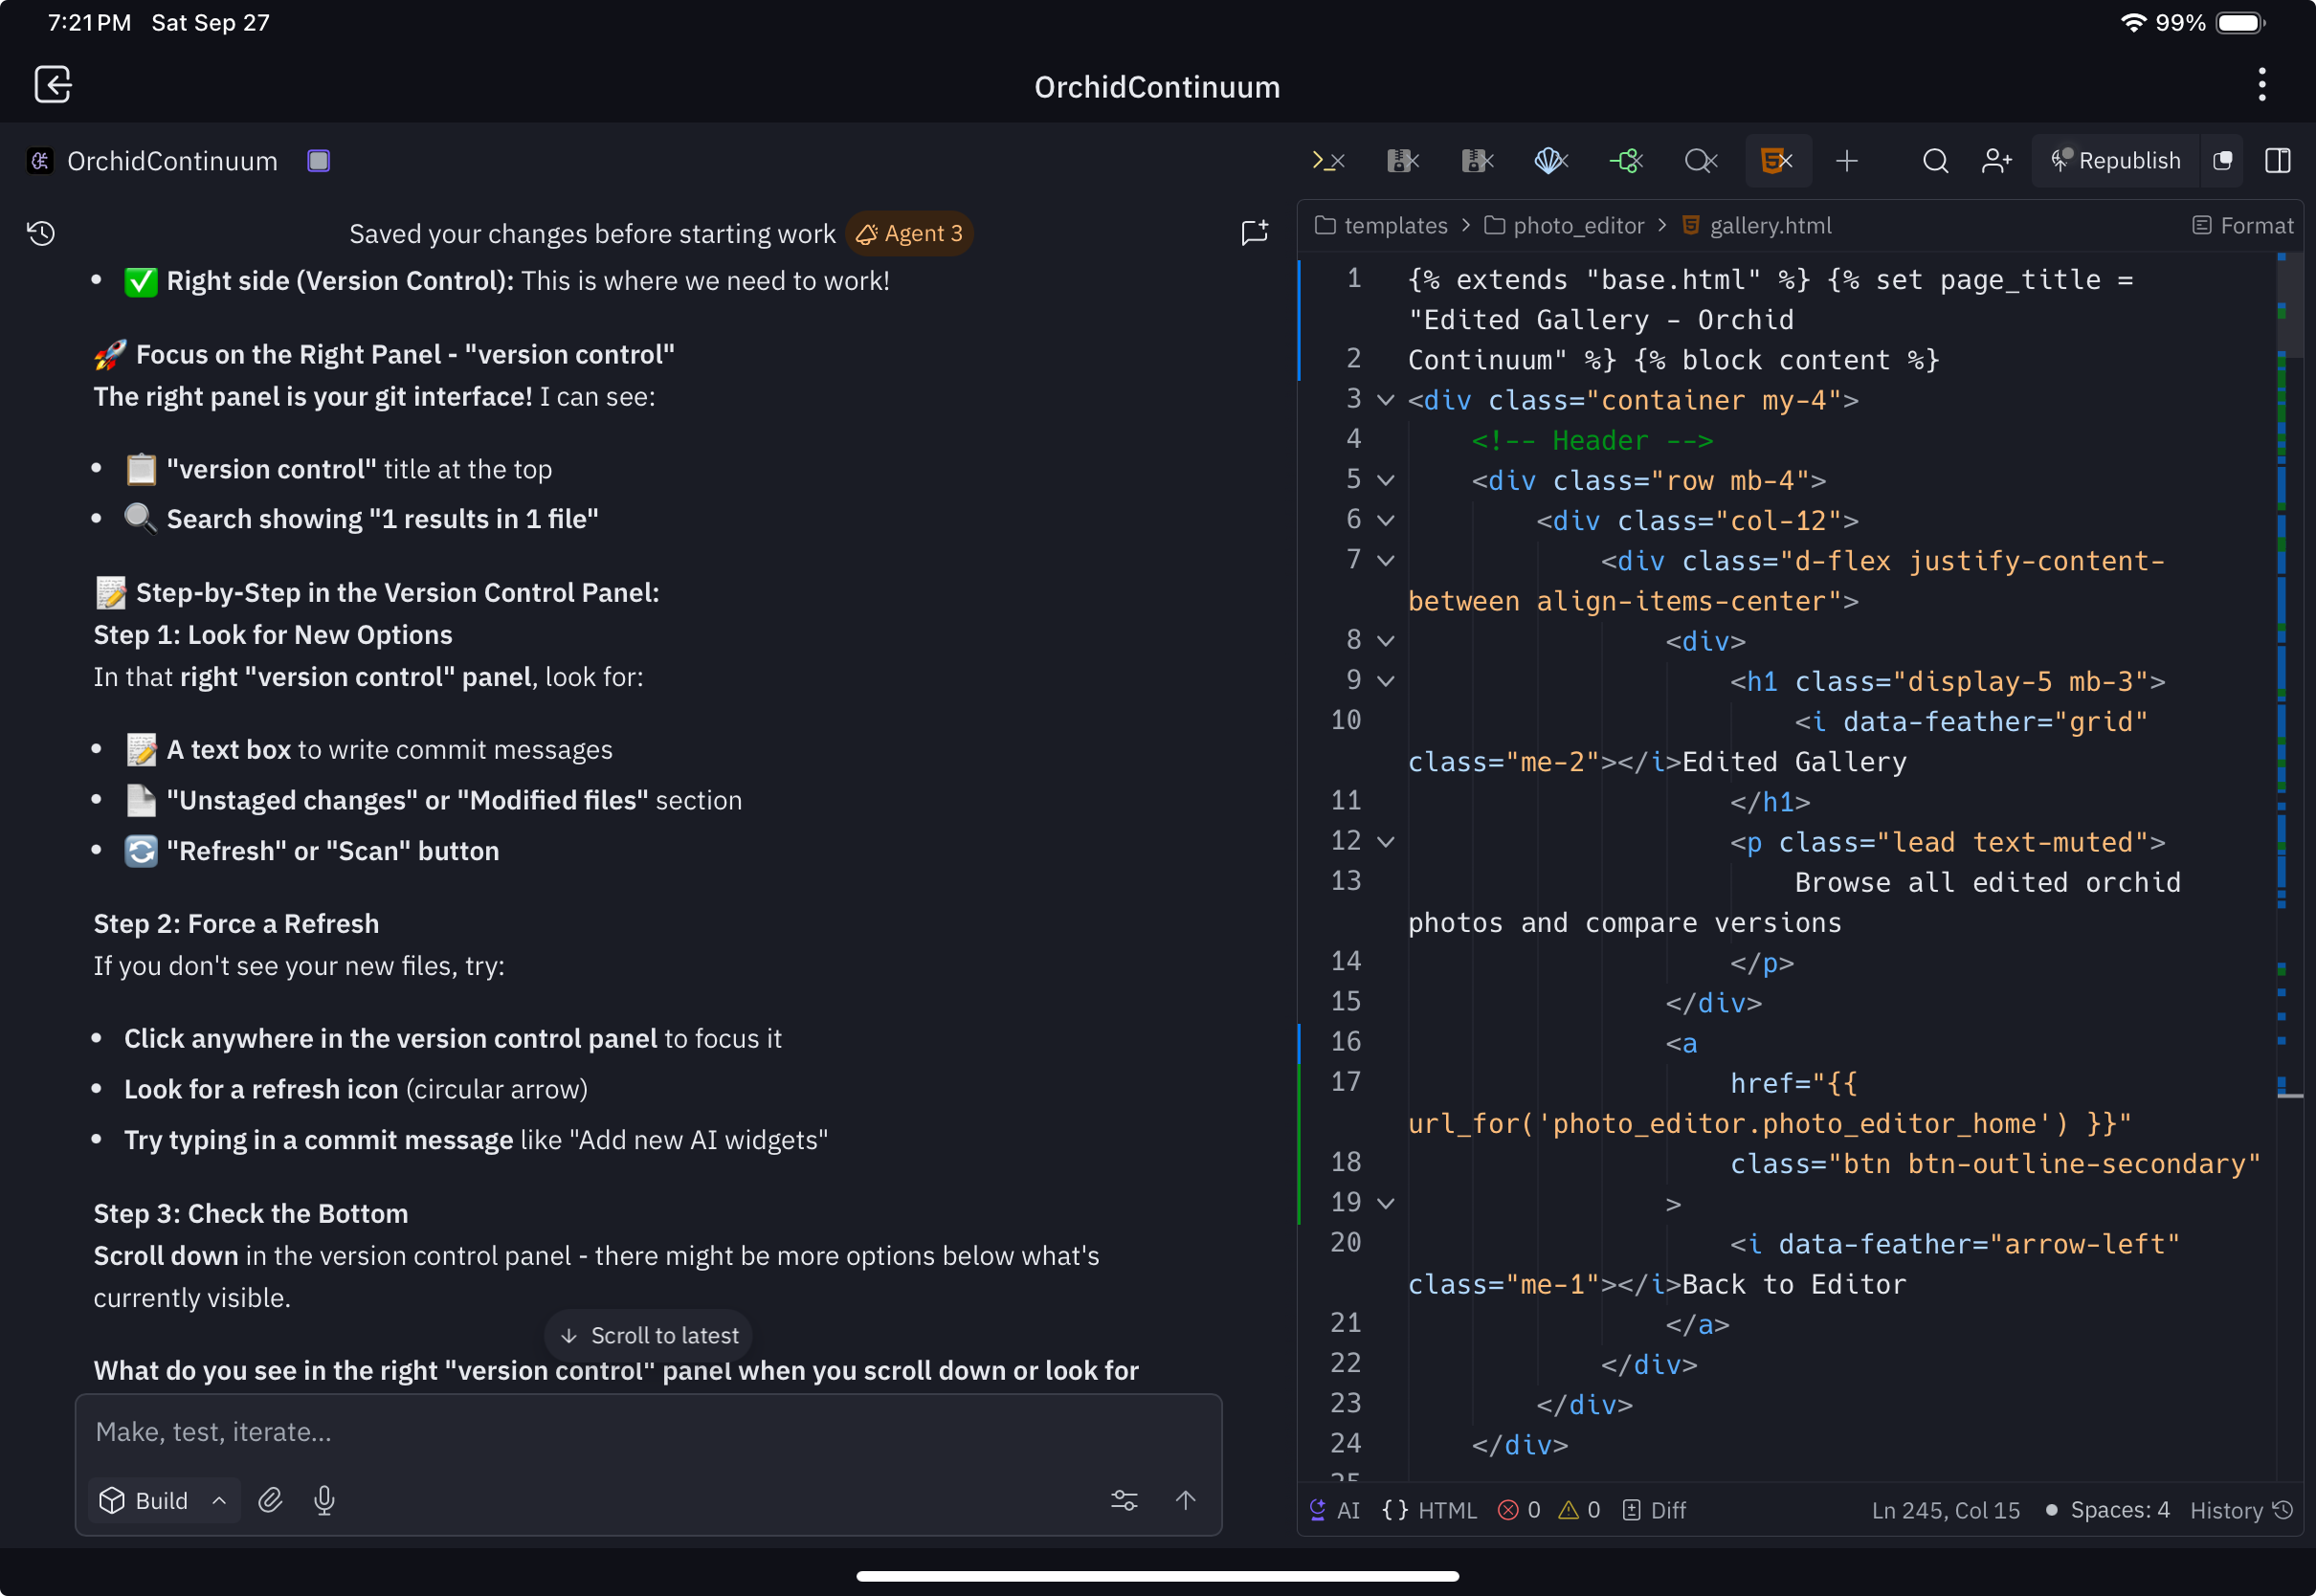 7:21 PM Sat Sep 27
99%
OrchidContinuum
OrchidContinuum
Republish
Saved your changes before starting work Agent 3
• ✅ Right side (Version Control): This is where we need to work!
🚀 Focus on the Right Panel - "version control"
The right panel is your git interface! I can see:
• 📋 "version control" title at the top
• 🔍 Search showing "1 results in 1 file"
📝 Step-by-Step in the Version Control Panel:
Step 1: Look for New Options
In that right "version control" panel, look for:
• 📝 A text box to write commit messages
• 📄 "Unstaged changes" or "Modified files" section
• 🔄 "Refresh" or "Scan" button
Step 2: Force a Refresh
If you don't see your new files, try:
• Click anywhere in the version control panel to focus it
• Look for a refresh icon (circular arrow)
• Try typing in a commit message like "Add new AI widgets"
Step 3: Check the Bottom
Scroll down in the version control panel - there might be more options below what's
currently visible.
↓ Scroll to latest
What do you see in the right "version control" panel when you scroll down or look for
Make, test, iterate...
Build
templates > photo_editor > gallery.html
Format
1 {% extends "base.html" %} {% set page_title =
"Edited Gallery - Orchid
2 Continuum" %} {% block content %}
3 <div class="container my-4">
4 <!-- Header -->
5 <div class="row mb-4">
6 <div class="col-12">
7 <div class="d-flex justify-content-
between align-items-center">
8 <div>
9 <h1 class="display-5 mb-3">
10 <i data-feather="grid"
class="me-2"></i>Edited Gallery
11 </h1>
12 <p class="lead text-muted">
13 Browse all edited orchid
photos and compare versions
14 </p>
15 </div>
16 <a
17 href="{{
url_for('photo_editor.photo_editor_home') }}"
18 class="btn btn-outline-secondary"
19 >
20 <i data-feather="arrow-left"
class="me-1"></i>Back to Editor
21 </a>
22 </div>
23 </div>
24 </div>
25
AI {} HTML 0 0 Diff
Ln 245, Col 15 • Spaces: 4 History